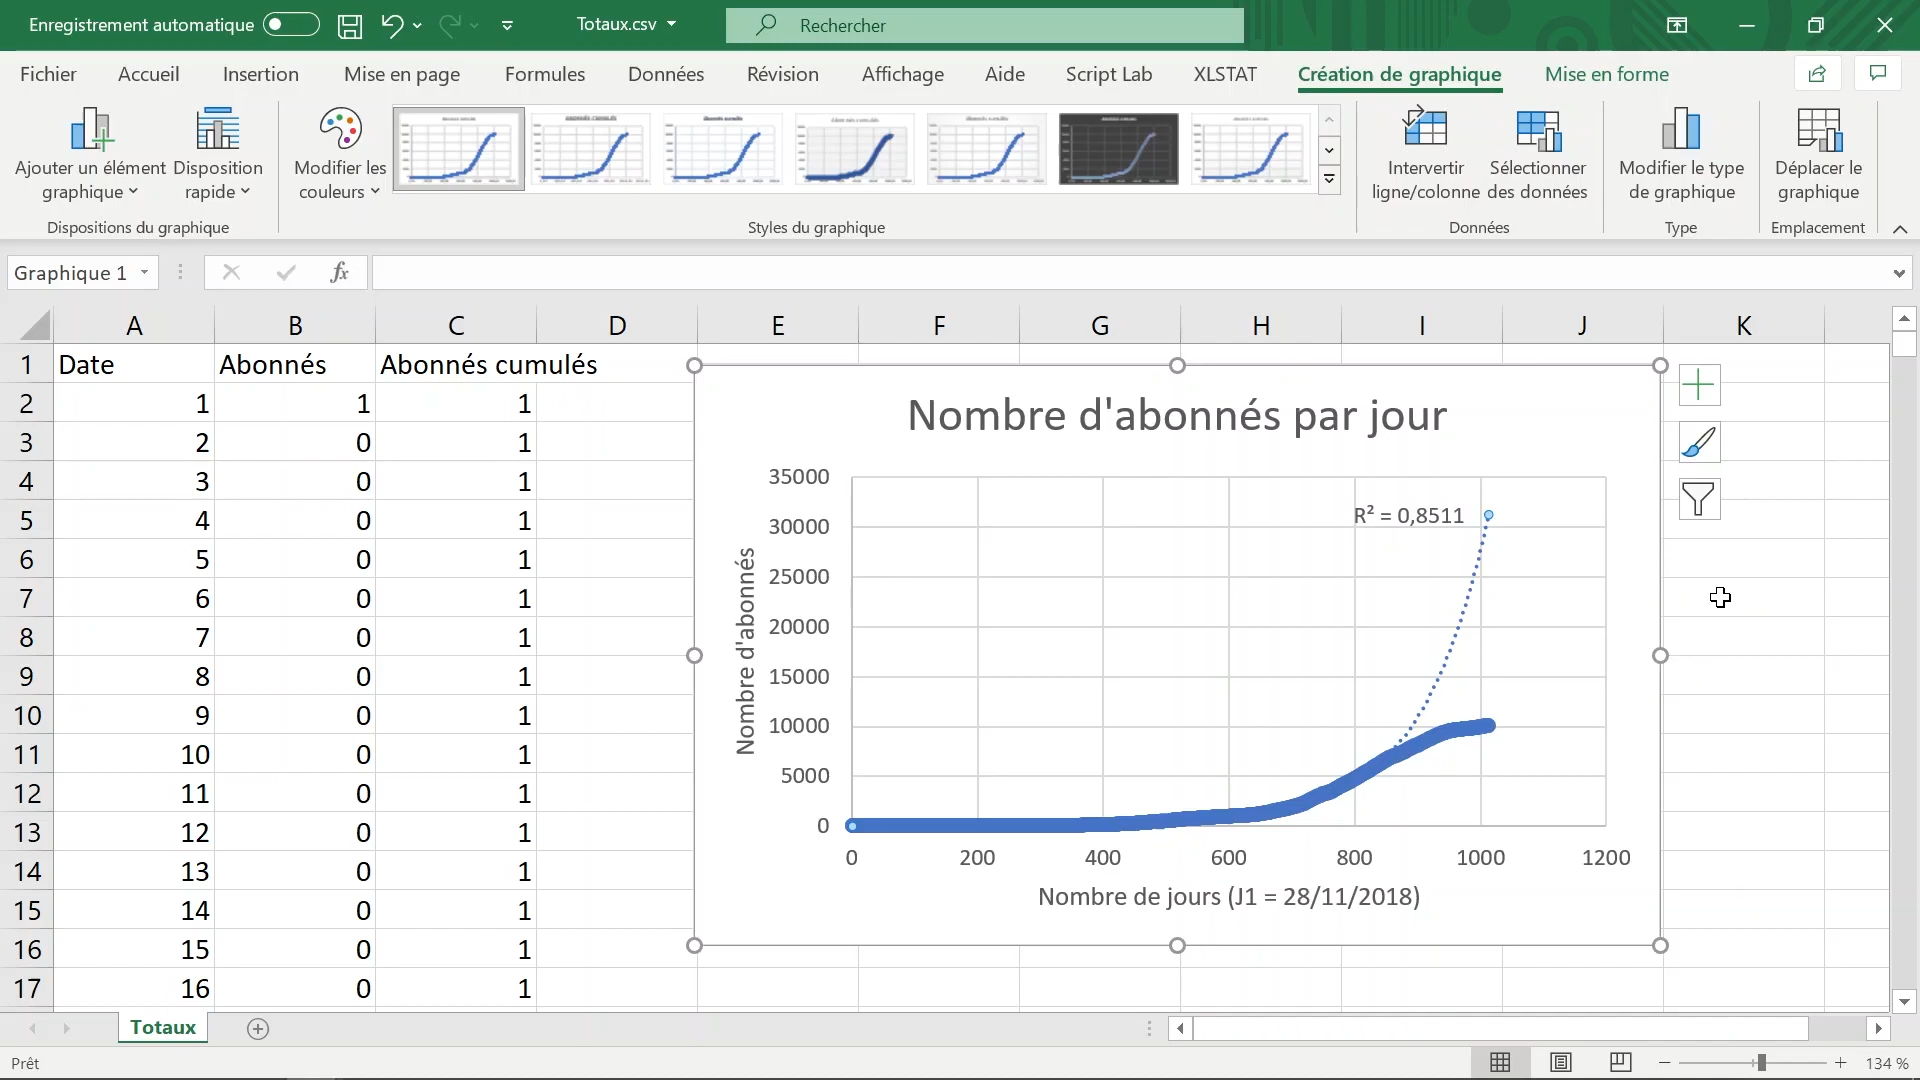 Enregistrement automatique
Totaux.csv
Rechercher
Fichier Accueil Insertion Mise en page Formules Données Révision Affichage Aide Script Lab XLSTAT Création de graphique Mise en forme
Ajouter un élément
graphique
Disposition
rapide
Modifier les
couleurs
Intervertir
ligne/colonne
Sélectionner
des données
Modifier le type
de graphique
Déplacer le
graphique
Dispositions du graphique
Styles du graphique
Données
Type
Emplacement
Graphique 1
fx
A B C D E F G H I J K
1 Date Abonnés Abonnés cumulés
2 1 1 1
3 2 0 1
4 3 0 1
5 4 0 1
6 5 0 1
7 6 0 1
8 7 0 1
9 8 0 1
10 9 0 1
11 10 0 1
12 11 0 1
13 12 0 1
14 13 0 1
15 14 0 1
16 15 0 1
17 16 0 1
Nombre d'abonnés par jour
Nombre d'abonnés
35000
30000
25000
20000
15000
10000
5000
0
R² = 0,8511
0 200 400 600 800 1000 1200
Nombre de jours (J1 = 28/11/2018)
Totaux
Prêt
134 %